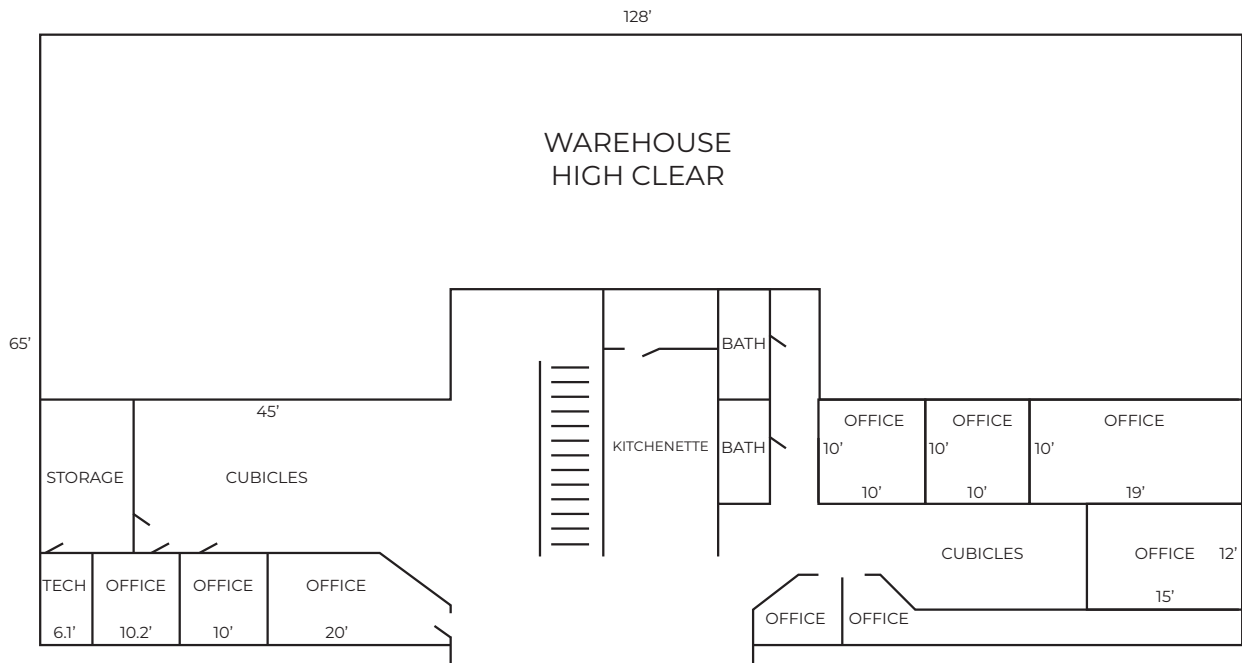 128’
WAREHOUSE
HIGH CLEAR
65’
BATH
45’
OFFICE
OFFICE
OFFICE
STORAGE
CUBICLES
KITCHENETTE
BATH
10’
10’
10’
10’
10’
19’
CUBICLES
OFFICE
12’
TECH
OFFICE
OFFICE
OFFICE
15’
OFFICE
OFFICE
6.1’
10.2’
10’
20’